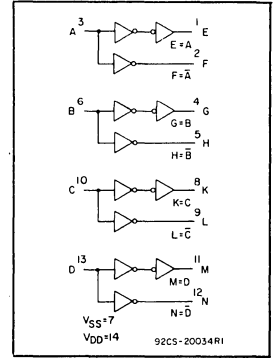 A 3 1 E
E=A
2 F
F=A̅
B 6 4 G
G=B
5 H
H=B̅
C 10 8 K
K=C
9 L
L=C̅
D 13 11 M
M=D
12 N
N=D̅
VSS=7
VDD=14 92CS-20034R1